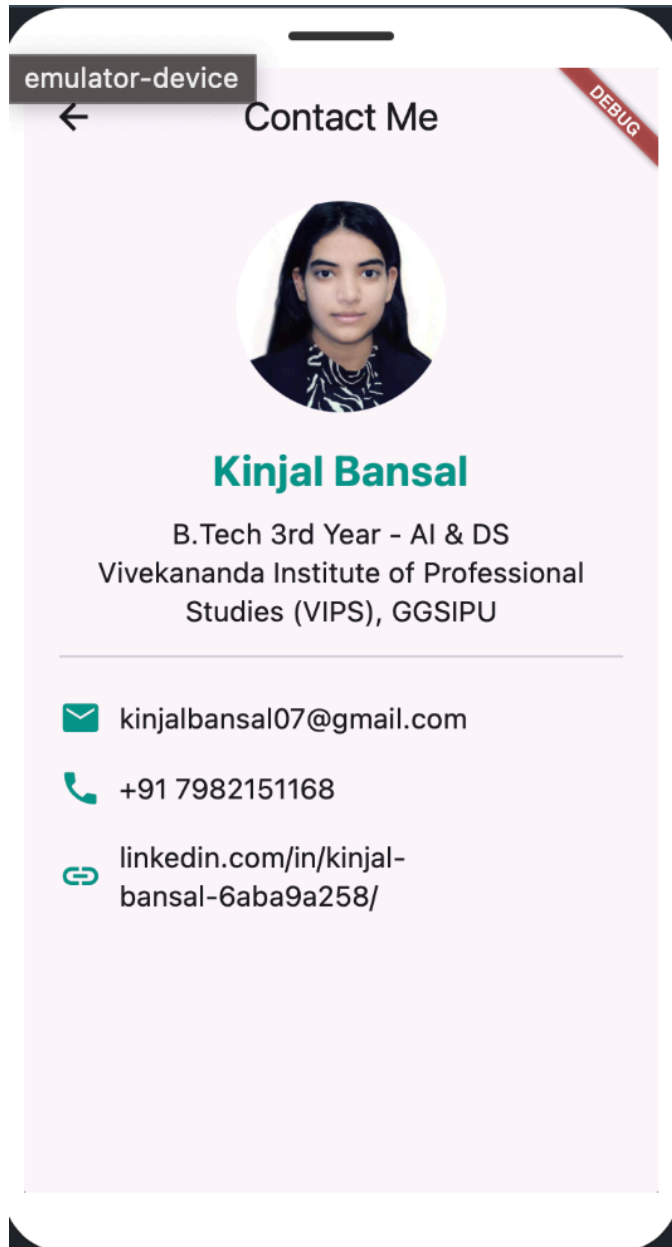 emulator-device
Contact Me
DEBUG
Kinjal Bansal
B.Tech 3rd Year - AI & DS
Vivekananda Institute of Professional
Studies (VIPS), GGSIPU
kinjalbansal07@gmail.com
+91 7982151168
linkedin.com/in/kinjal-
bansal-6aba9a258/